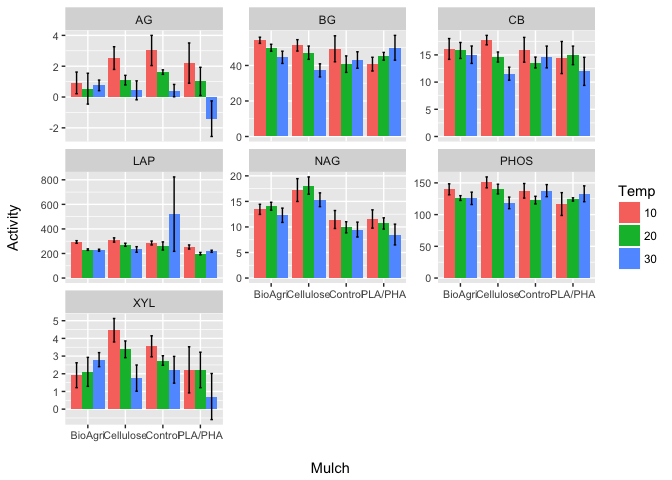 AG
BG
CB
4
2
0
-2
40
20
0
15
10
5
0
LAP
NAG
PHOS
800
600
400
200
0
20
15
10
5
0
150
100
50
0
BioAgri Cellulose Control PLA/PHA
BioAgri Cellulose Control PLA/PHA
XYL
5
4
3
2
1
0
BioAgri Cellulose Control PLA/PHA
Activity
Mulch
Temp
10
20
30